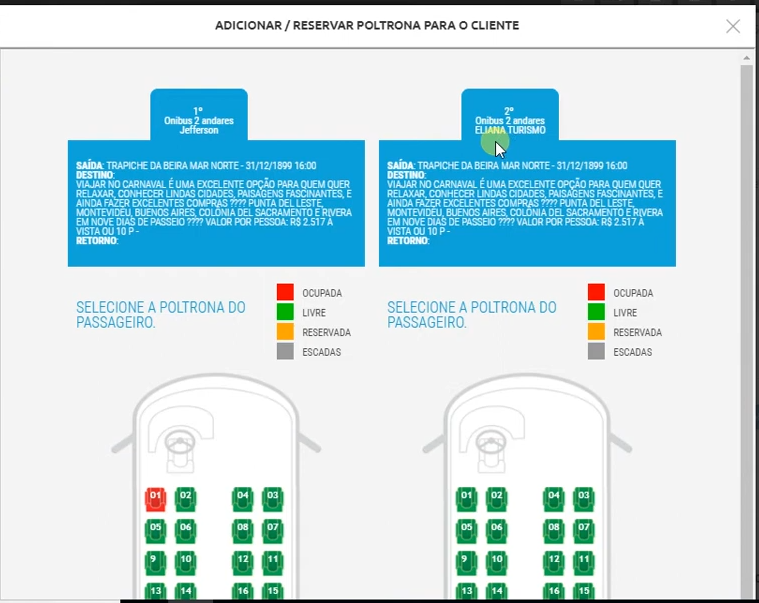 ADICIONAR / RESERVAR POLTRONA PARA O CLIENTE
1º
Onibus 2 andares
Jefferson
SAÍDA: TRAPICHE DA BEIRA MAR NORTE - 31/12/1899 16:00
DESTINO:
VIAJAR NO CARNAVAL É UMA EXCELENTE OPÇÃO PARA QUEM QUER
RELAXAR, CONHECER LINDAS CIDADES, PAISAGENS FASCINANTES, E
AINDA FAZER EXCELENTES COMPRAS ???? PUNTA DEL LESTE,
MONTEVIDÉU, BUENOS AIRES, COLÔNIA DEL SACRAMENTO E RIVERA
EM NOVE DIAS DE PASSEIO ???? VALOR POR PESSOA: R$ 2.517 À
VISTA OU 10 P -
RETORNO:
2º
Onibus 2 andares
ELIANA TURISMO
SAÍDA: TRAPICHE DA BEIRA MAR NORTE - 31/12/1899 16:00
DESTINO:
VIAJAR NO CARNAVAL É UMA EXCELENTE OPÇÃO PARA QUEM QUER
RELAXAR, CONHECER LINDAS CIDADES, PAISAGENS FASCINANTES, E
AINDA FAZER EXCELENTES COMPRAS ???? PUNTA DEL LESTE,
MONTEVIDÉU, BUENOS AIRES, COLÔNIA DEL SACRAMENTO E RIVERA
EM NOVE DIAS DE PASSEIO ???? VALOR POR PESSOA: R$ 2.517 À
VISTA OU 10 P -
RETORNO:
SELECIONE A POLTRONA DO
PASSAGEIRO.
OCUPADA
LIVRE
RESERVADA
ESCADAS
SELECIONE A POLTRONA DO
PASSAGEIRO.
OCUPADA
LIVRE
RESERVADA
ESCADAS
01 02 04 03
05 06 08 07
9 10 12 11
13 14 16 15
01 02 04 03
05 06 08 07
9 10 12 11
13 14 16 15